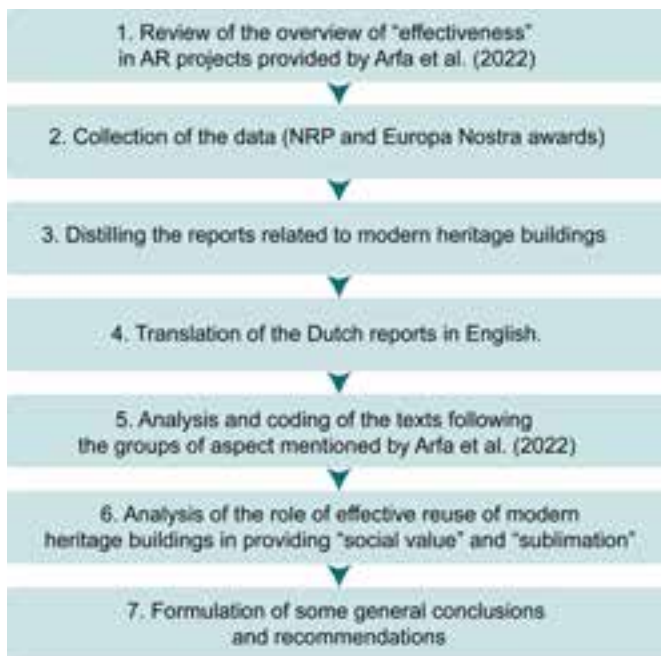 1. Review of the overview of “effectiveness”
in AR projects provided by Arfa et al. (2022)
2. Collection of the data (NRP and Europa Nostra awards)
3. Distilling the reports related to modern heritage buildings
4. Translation of the Dutch reports in English.
5. Analysis and coding of the texts following
the groups of aspect mentioned by Arfa et al. (2022)
6. Analysis of the role of effective reuse of modern
heritage buildings in providing “social value” and “sublimation”
7. Formulation of some general conclusions
and recommendations